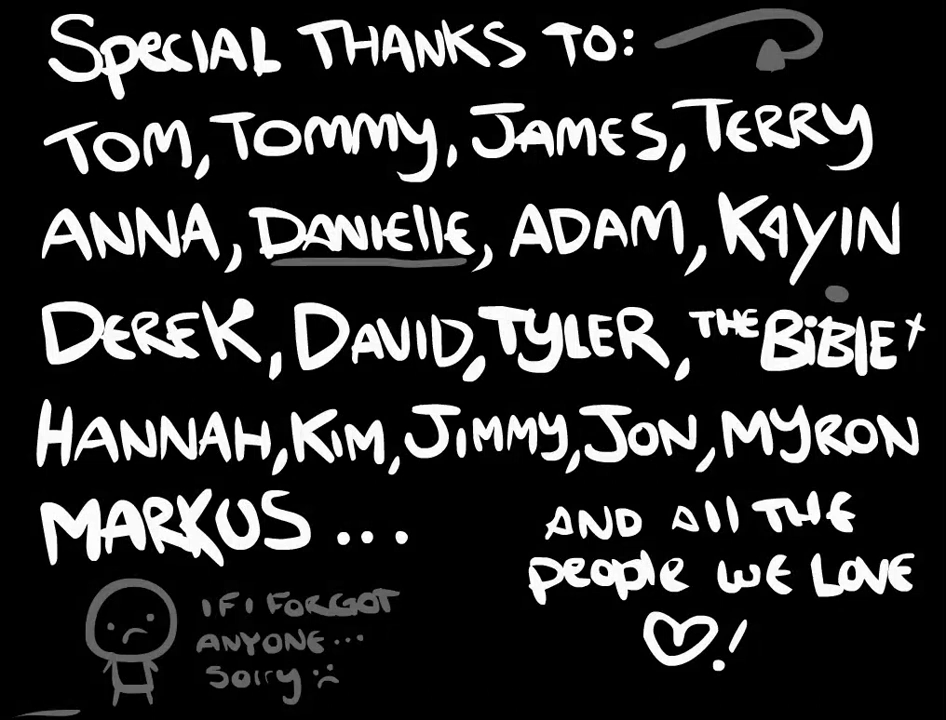 SPecIAL THANKS TO:
TOM, TOMMY, JAMES, TERRY
ANNA, DANIElle, ADAM, KAYIN
DEREK, DAVID, TYLER, THE BiBlE+
HANNAH, KiM, JiMMY, JON, MYRON
MARKUS...
AND All THE
people WE LOVE
♡!
IF I FORGOT
ANYONE...
Sorry :(